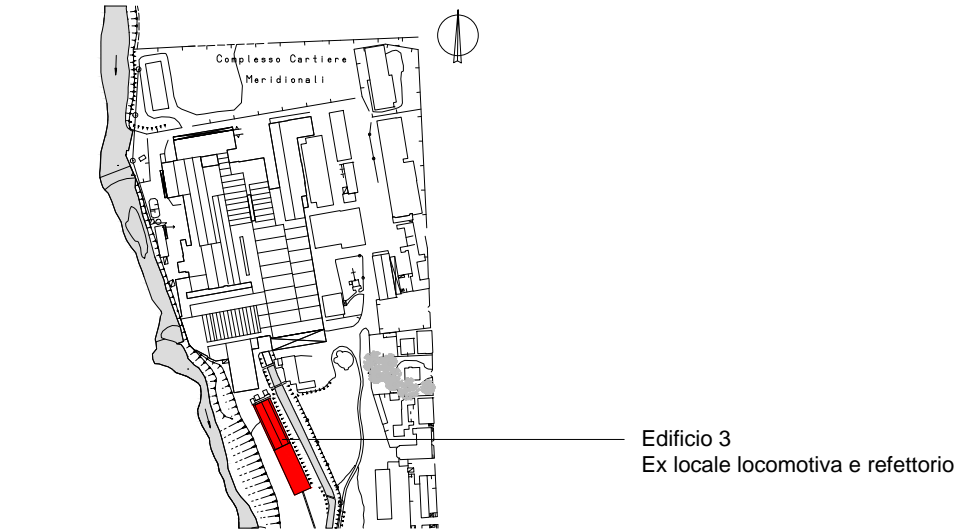 Complesso Cartiere
Meridionali
Edificio 3
Ex locale locomotiva e refettorio